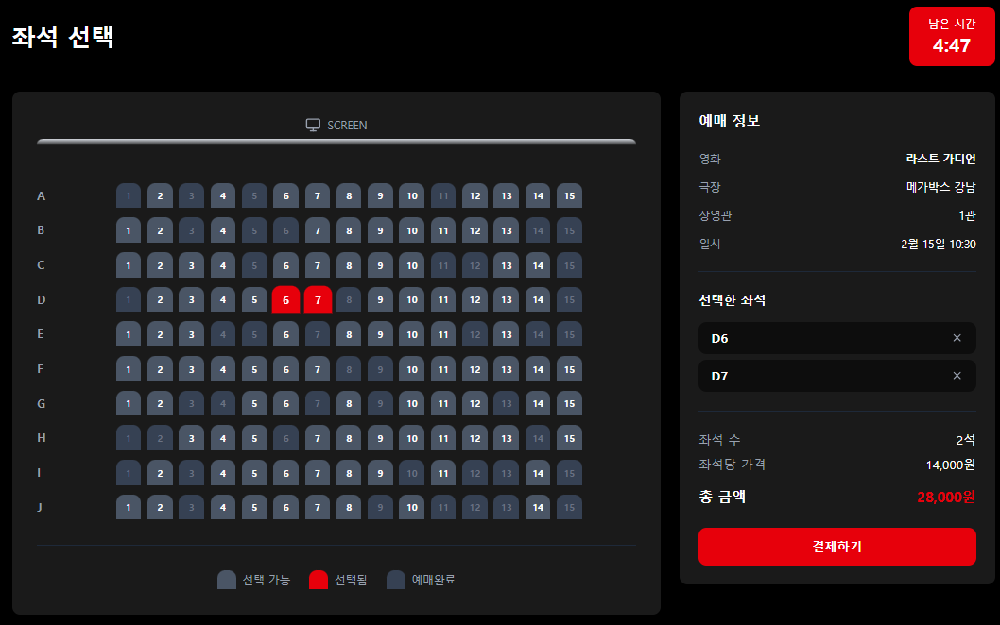 좌석 선택
남은 시간
4:47
SCREEN
A 1 2 3 4 5 6 7 8 9 10 11 12 13 14 15
B 1 2 3 4 5 6 7 8 9 10 11 12 13 14 15
C 1 2 3 4 5 6 7 8 9 10 11 12 13 14 15
D 1 2 3 4 5 6 7 8 9 10 11 12 13 14 15
E 1 2 3 4 5 6 7 8 9 10 11 12 13 14 15
F 1 2 3 4 5 6 7 8 9 10 11 12 13 14 15
G 1 2 3 4 5 6 7 8 9 10 11 12 13 14 15
H 1 2 3 4 5 6 7 8 9 10 11 12 13 14 15
I 1 2 3 4 5 6 7 8 9 10 11 12 13 14 15
J 1 2 3 4 5 6 7 8 9 10 11 12 13 14 15
선택 가능 선택됨 예매완료
예매 정보
영화 라스트 가디언
극장 메가박스 강남
상영관 1관
일시 2월 15일 10:30
선택한 좌석
D6 ×
D7 ×
좌석 수 2석
좌석당 가격 14,000원
총 금액 28,000원
결제하기